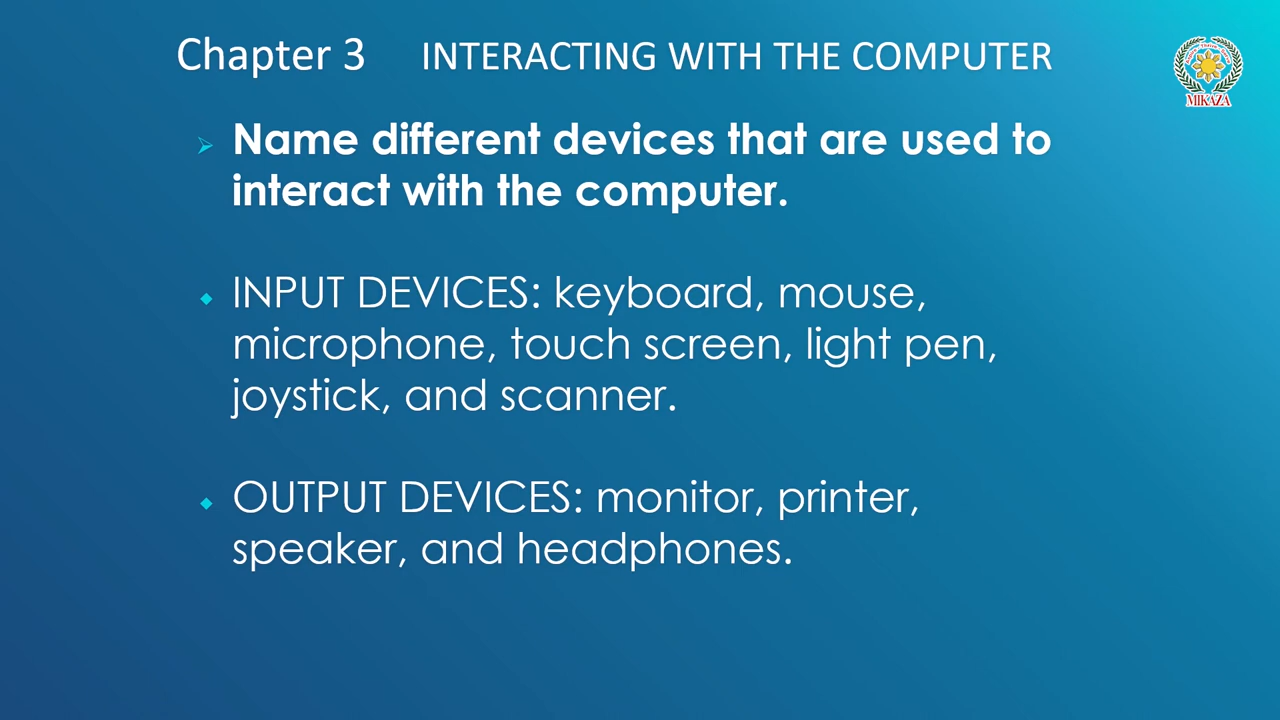 Chapter 3 INTERACTING WITH THE COMPUTER
Name different devices that are used to
interact with the computer.
INPUT DEVICES: keyboard, mouse,
microphone, touch screen, light pen,
joystick, and scanner.
OUTPUT DEVICES: monitor, printer,
speaker, and headphones.
MIKAZA